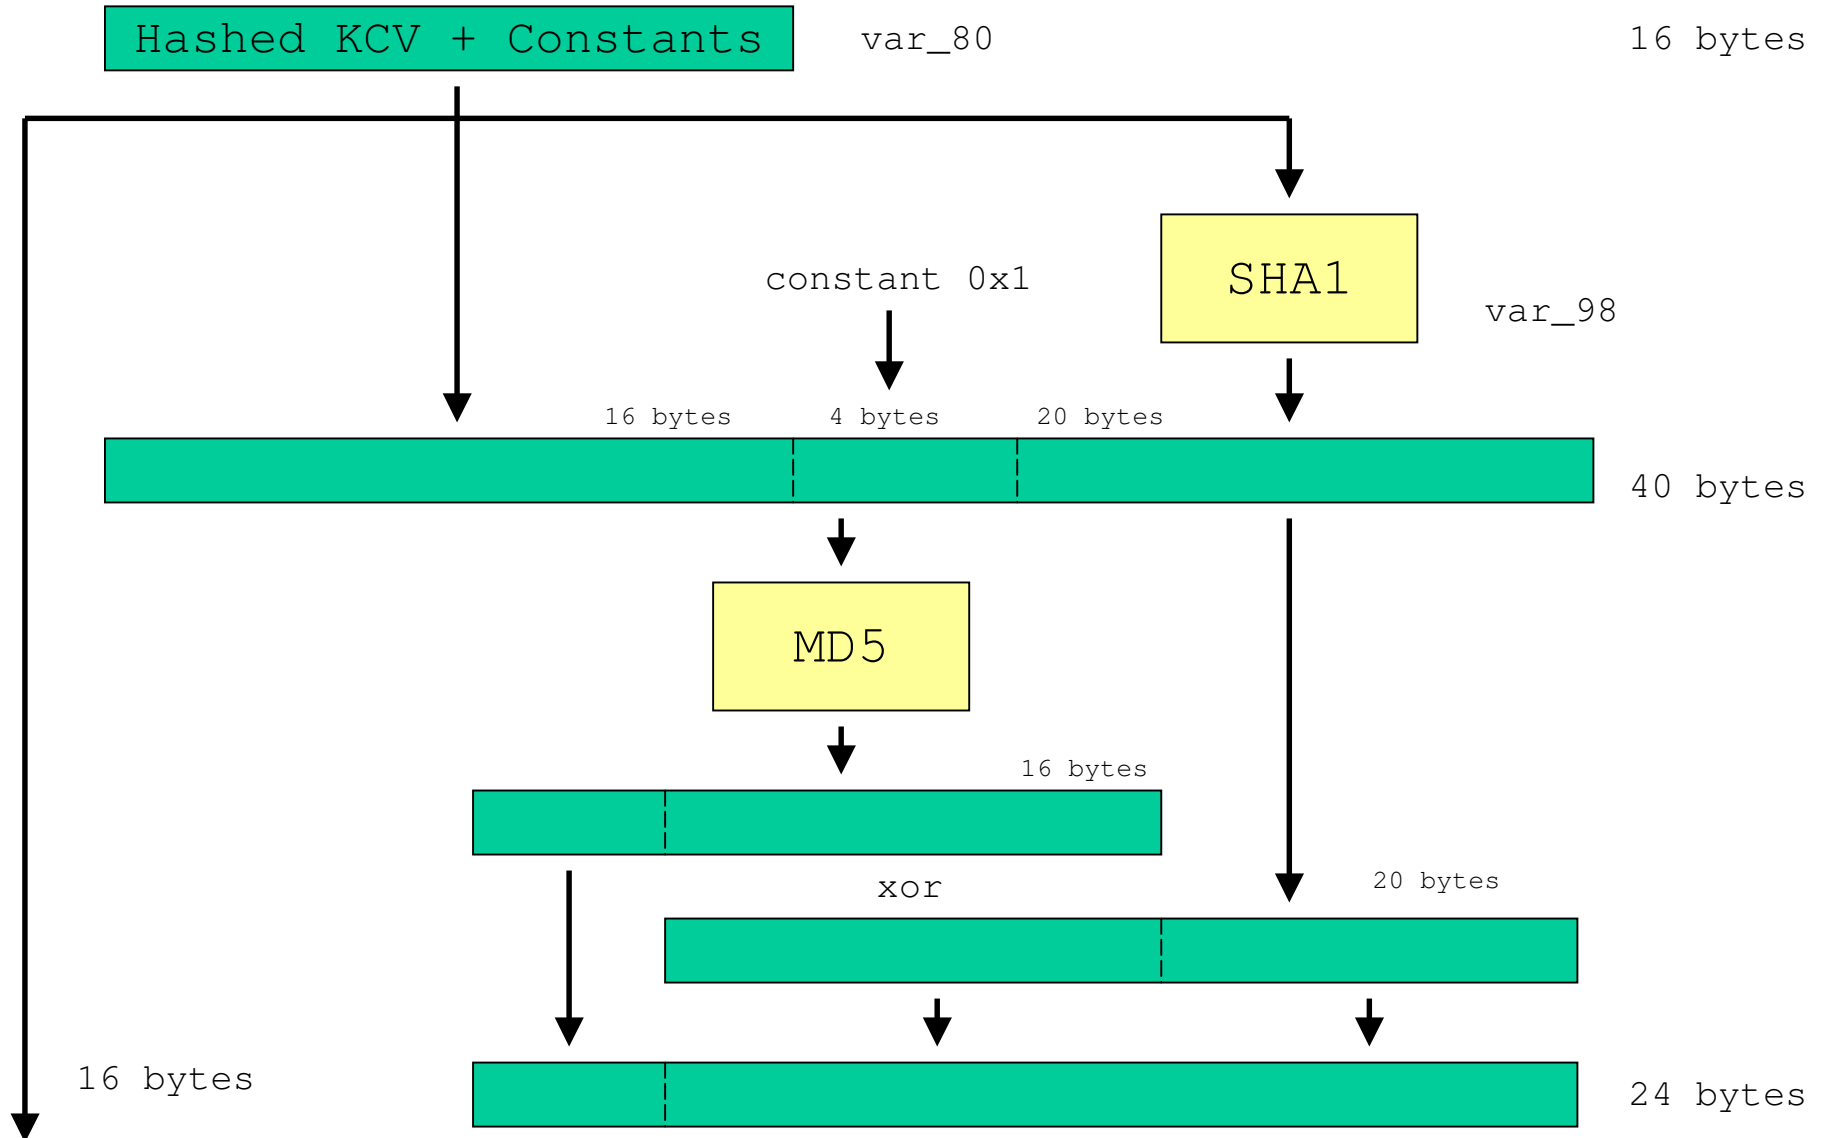 Hashed KCV + Constants
var_80
16 bytes
constant 0x1
SHA1
var_98
16 bytes
4 bytes
20 bytes
40 bytes
MD5
16 bytes
xor
20 bytes
16 bytes
24 bytes